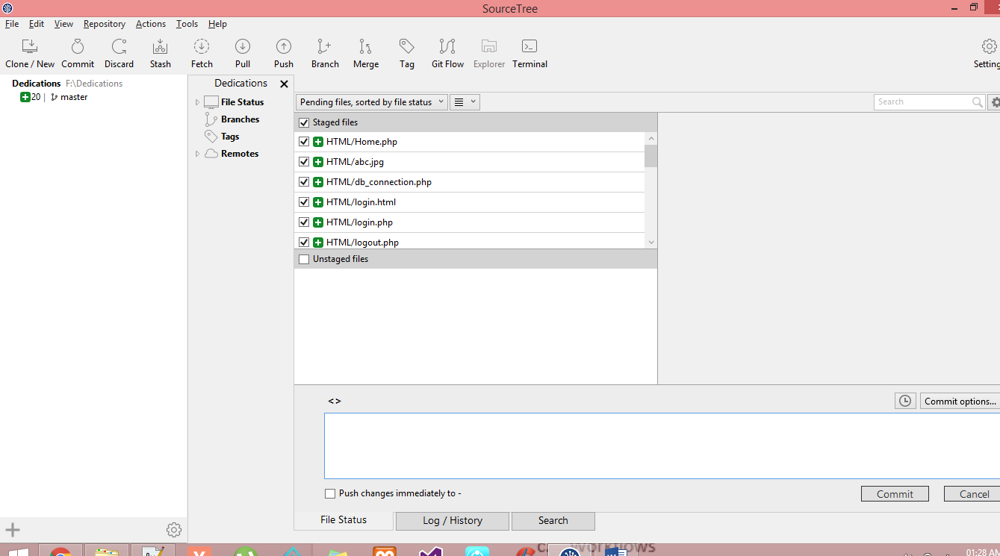 SourceTree
File Edit View Repository Actions Tools Help
Clone / New Commit Discard Stash Fetch Pull Push Branch Merge Tag Git Flow Explorer Terminal Setting
Dedications F:\Dedications
20 | master
Dedications
File Status
Branches
Tags
Remotes
Pending files, sorted by file status
Search
Staged files
HTML/Home.php
HTML/abc.jpg
HTML/db_connection.php
HTML/login.html
HTML/login.php
HTML/logout.php
Unstaged files
<>
Commit options...
Push changes immediately to -
Commit Cancel
File Status Log / History Search
01:28 AM